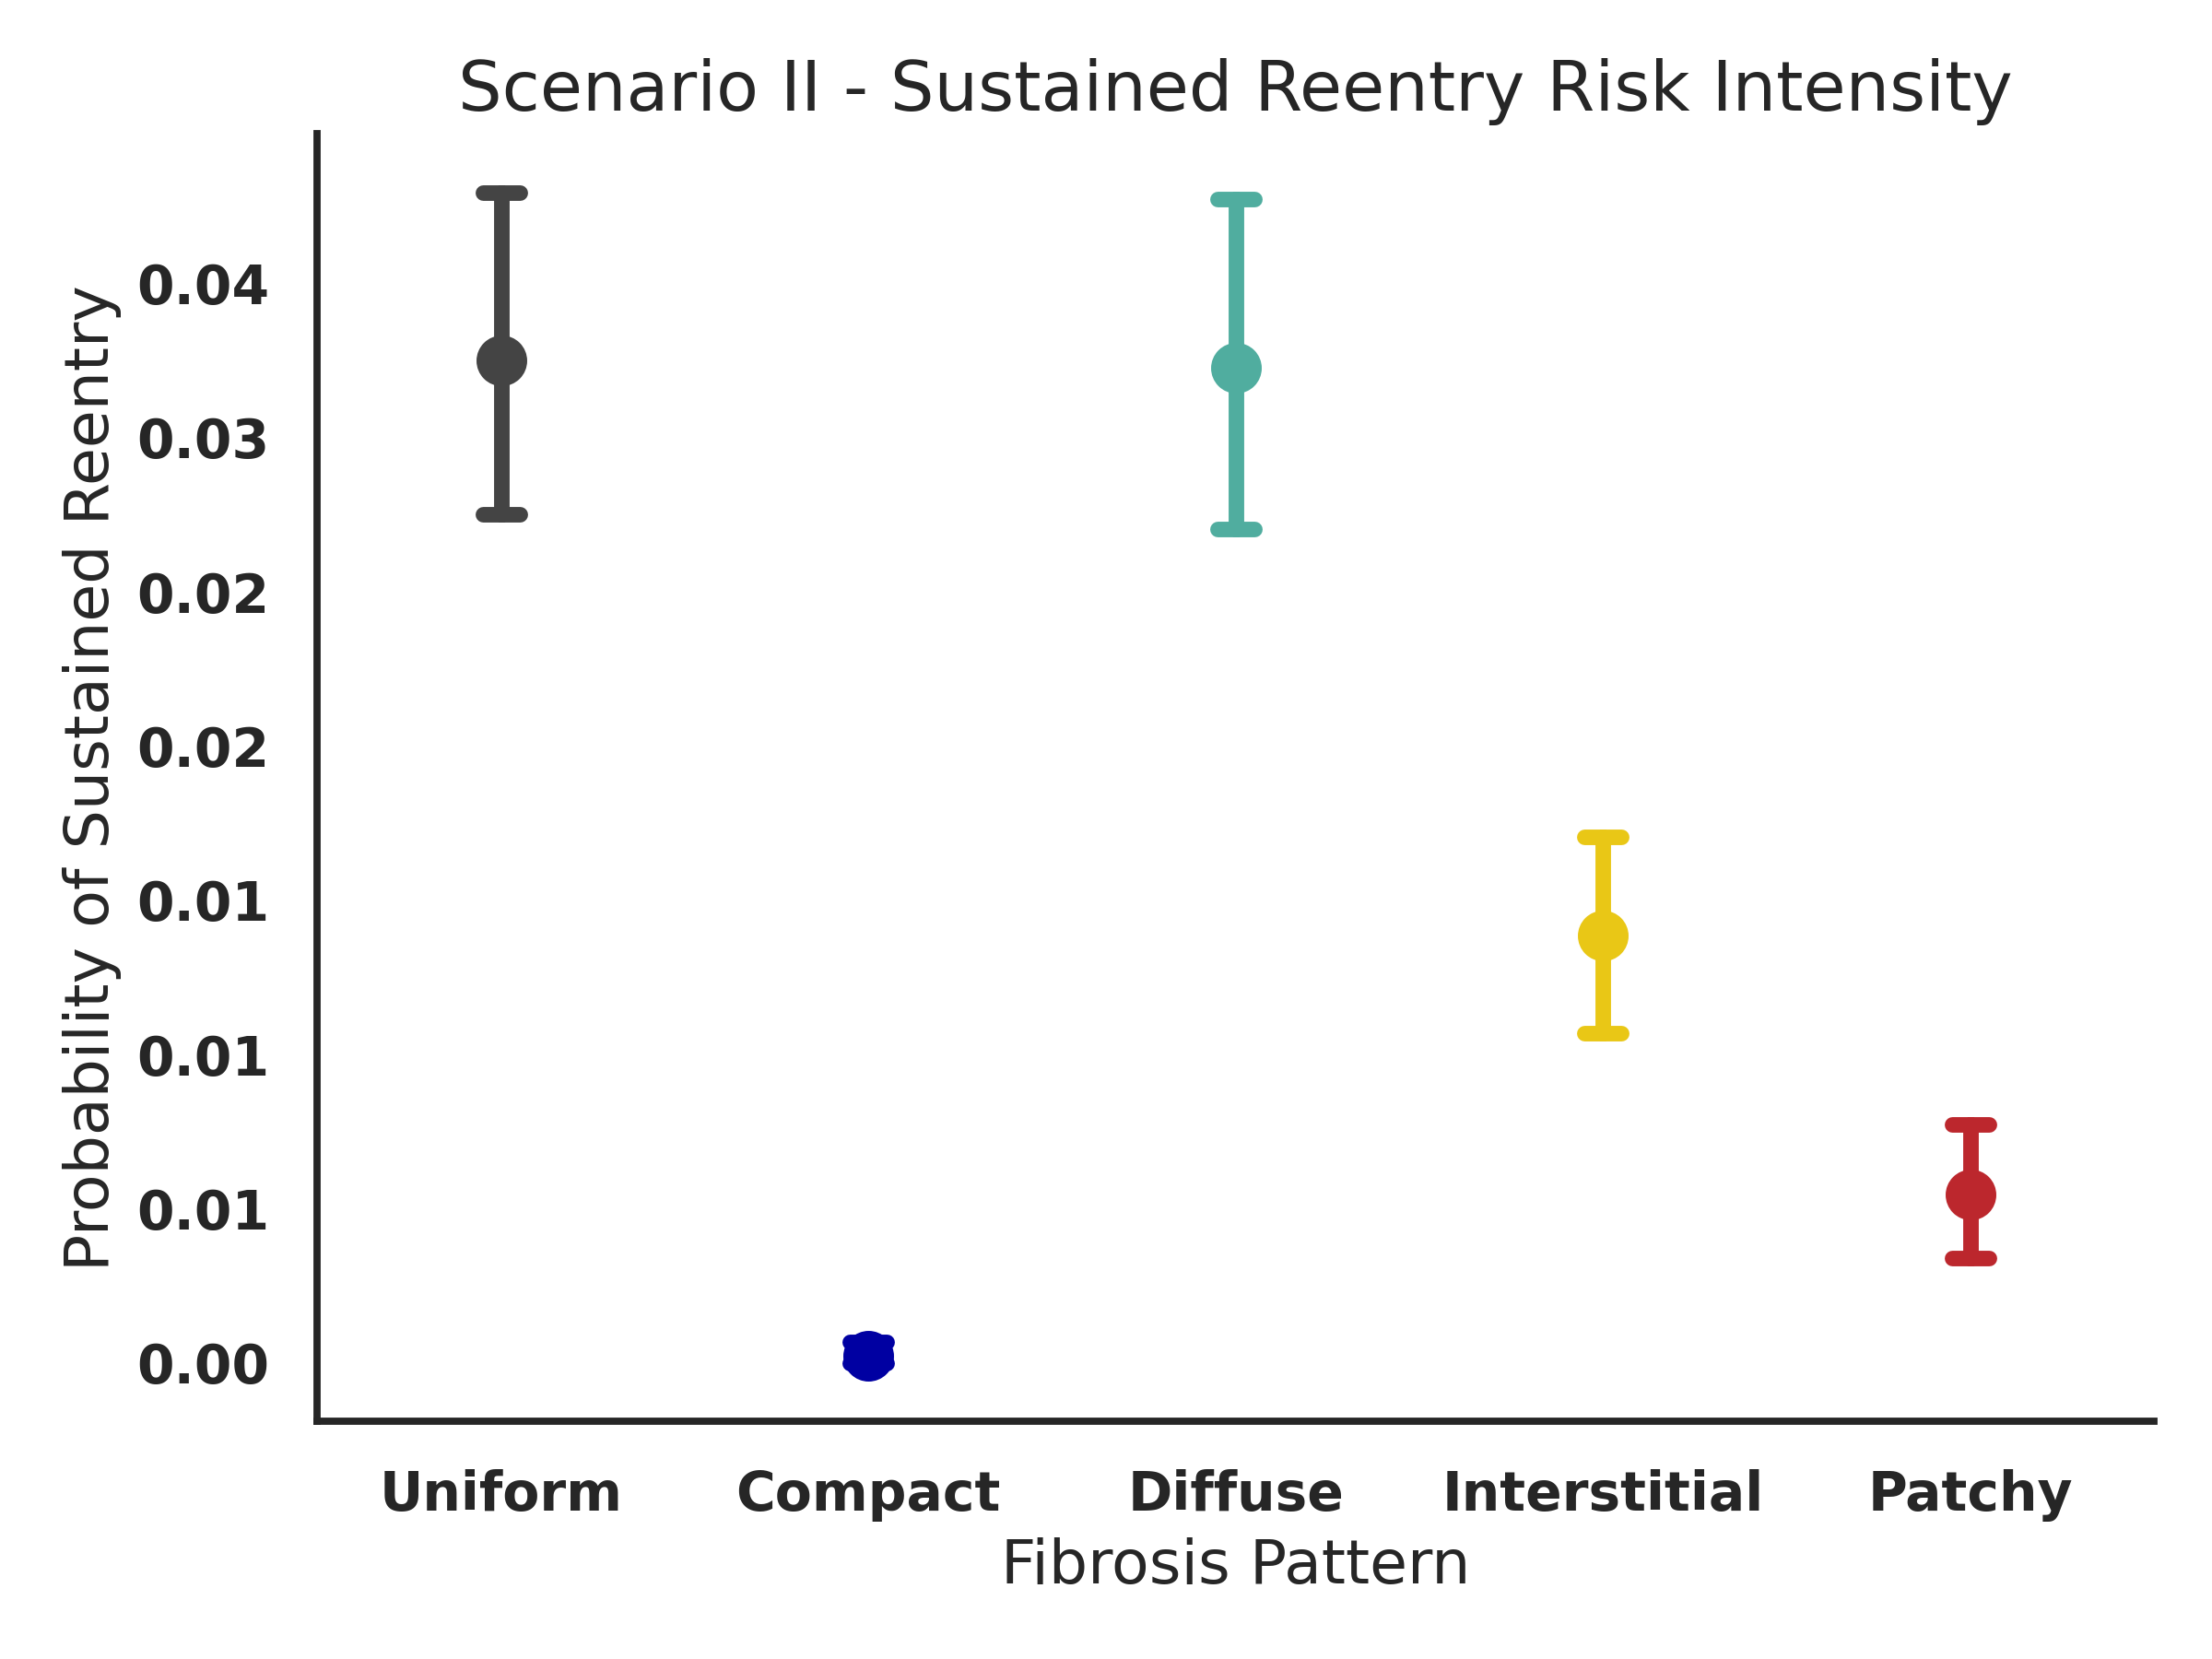 Scenario II - Sustained Reentry Risk Intensity
Probability of Sustained Reentry
0.04
0.03
0.02
0.02
0.01
0.01
0.01
0.00
Uniform Compact Diffuse Interstitial Patchy
Fibrosis Pattern